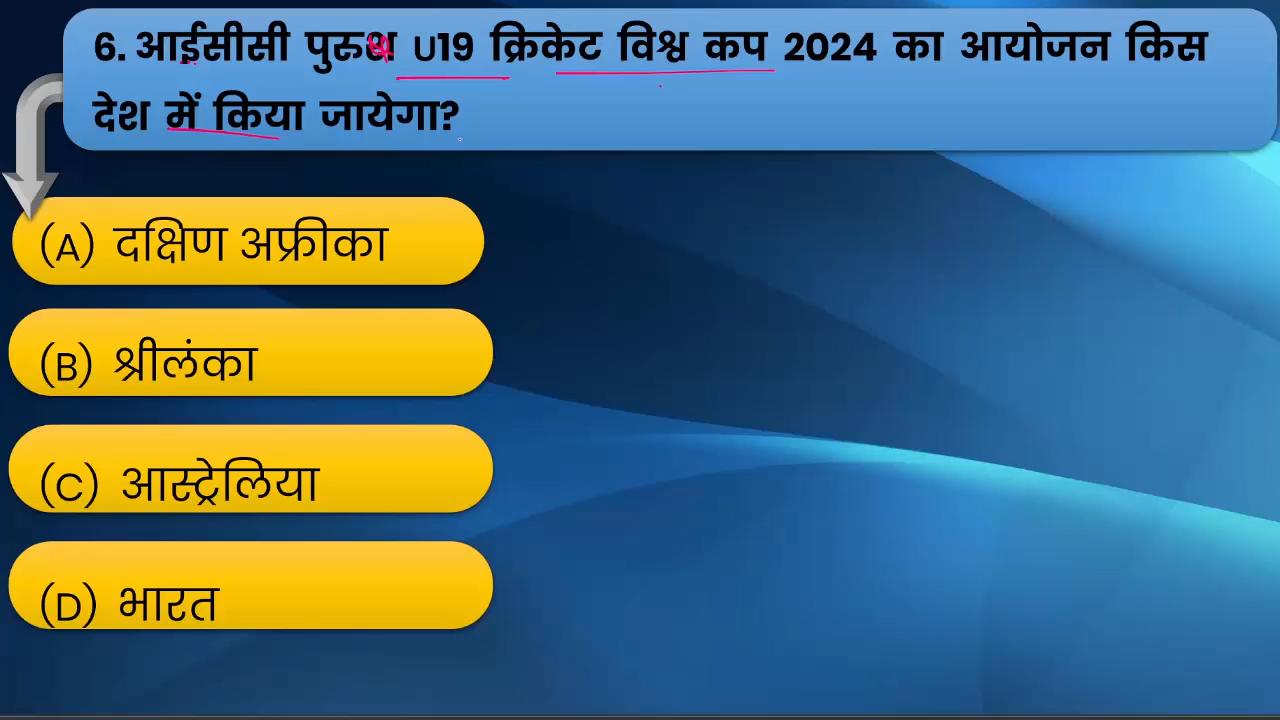 6. आईसीसी पुरुष U19 क्रिकेट विश्व कप 2024 का आयोजन किस
देश में किया जायेगा?
(A) दक्षिण अफ्रीका
(B) श्रीलंका
(C) आस्ट्रेलिया
(D) भारत